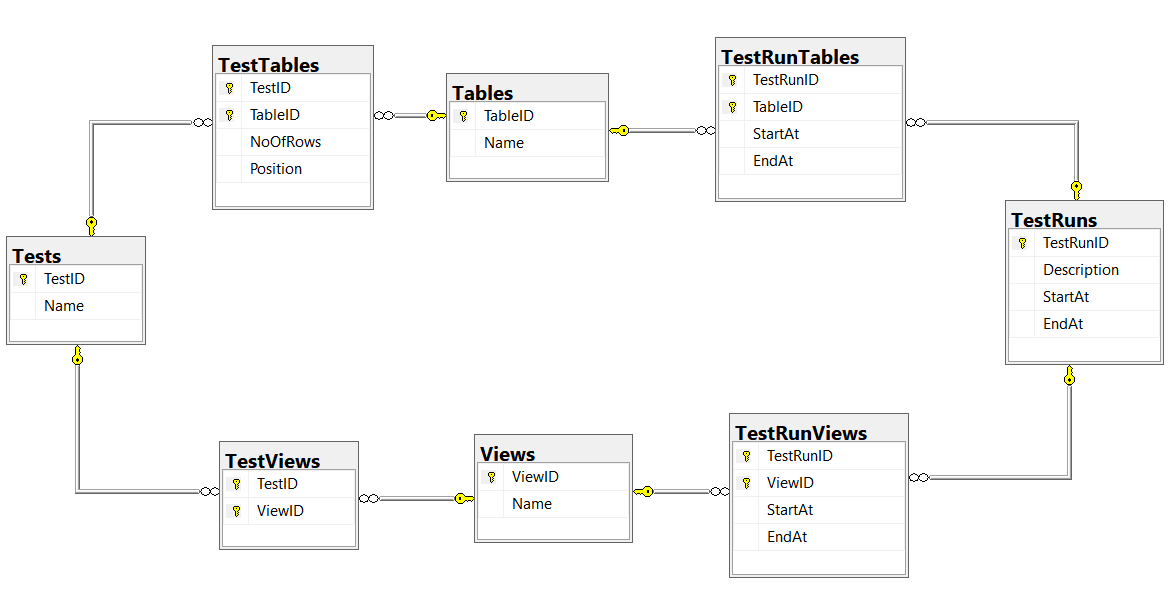 TestTables
TestID
TableID
NoOfRows
Position
Tables
TableID
Name
TestRunTables
TestRunID
TableID
StartAt
EndAt
TestRuns
TestRunID
Description
StartAt
EndAt
Tests
TestID
Name
TestViews
TestID
ViewID
Views
ViewID
Name
TestRunViews
TestRunID
ViewID
StartAt
EndAt